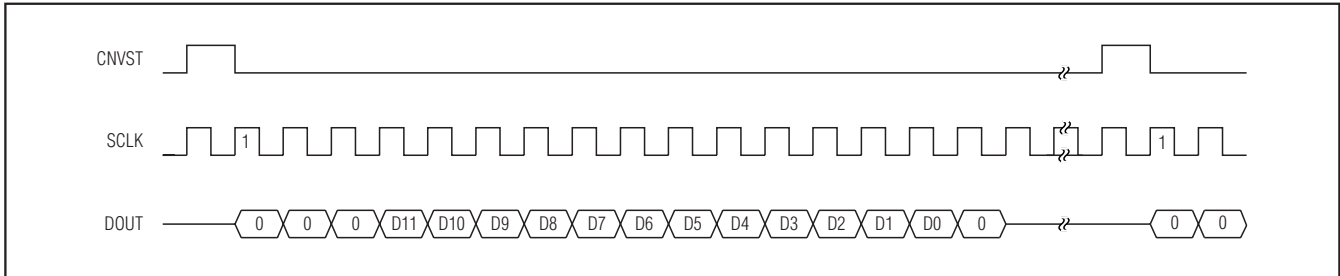 CNVST
SCLK 1 1
DOUT 0 0 0 D11 D10 D9 D8 D7 D6 D5 D4 D3 D2 D1 D0 0 0 0